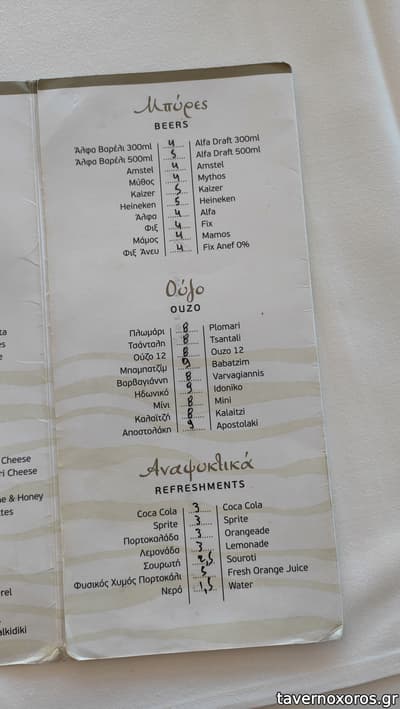 Μπύρες
BEERS
Άλφα Βαρέλι 300ml 4 Alfa Draft 300ml
Άλφα Βαρέλι 500ml 5 Alfa Draft 500ml
Amstel 4 Amstel
Μύθος 4 Mythos
Kaizer 5 Kaizer
Heineken 5 Heineken
Άλφα 4 Alfa
Φιξ 4 Fix
Μάμος 4 Mamos
Φιξ Άνευ 4 Fix Anef 0%
Ούζο
OUZO
Πλωμάρι 8 Plomari
Τσάνταλη 8 Tsantali
Ούζο 12 8 Ouzo 12
Μπαμπατζίμ 9 Babatzim
Βαρβαγιάννη 8 Varvagiannis
Ηδωνικό 9 Idoniko
Μίνι 8 Mini
Καλαϊτζή 8 Kalaitzi
Αποστολάκη 9 Apostolaki
Αναψυκτικά
REFRESHMENTS
Coca Cola 3 Coca Cola
Sprite 3 Sprite
Πορτοκαλάδα 3 Orangeade
Λεμονάδα 3 Lemonade
Σουρωτή 2,5 Souroti
Φυσικός Χυμός Πορτοκάλι 5 Fresh Orange Juice
Νερό 1,5 Water
Cheese
Cheese
& Honey
tavernoxoros.gr